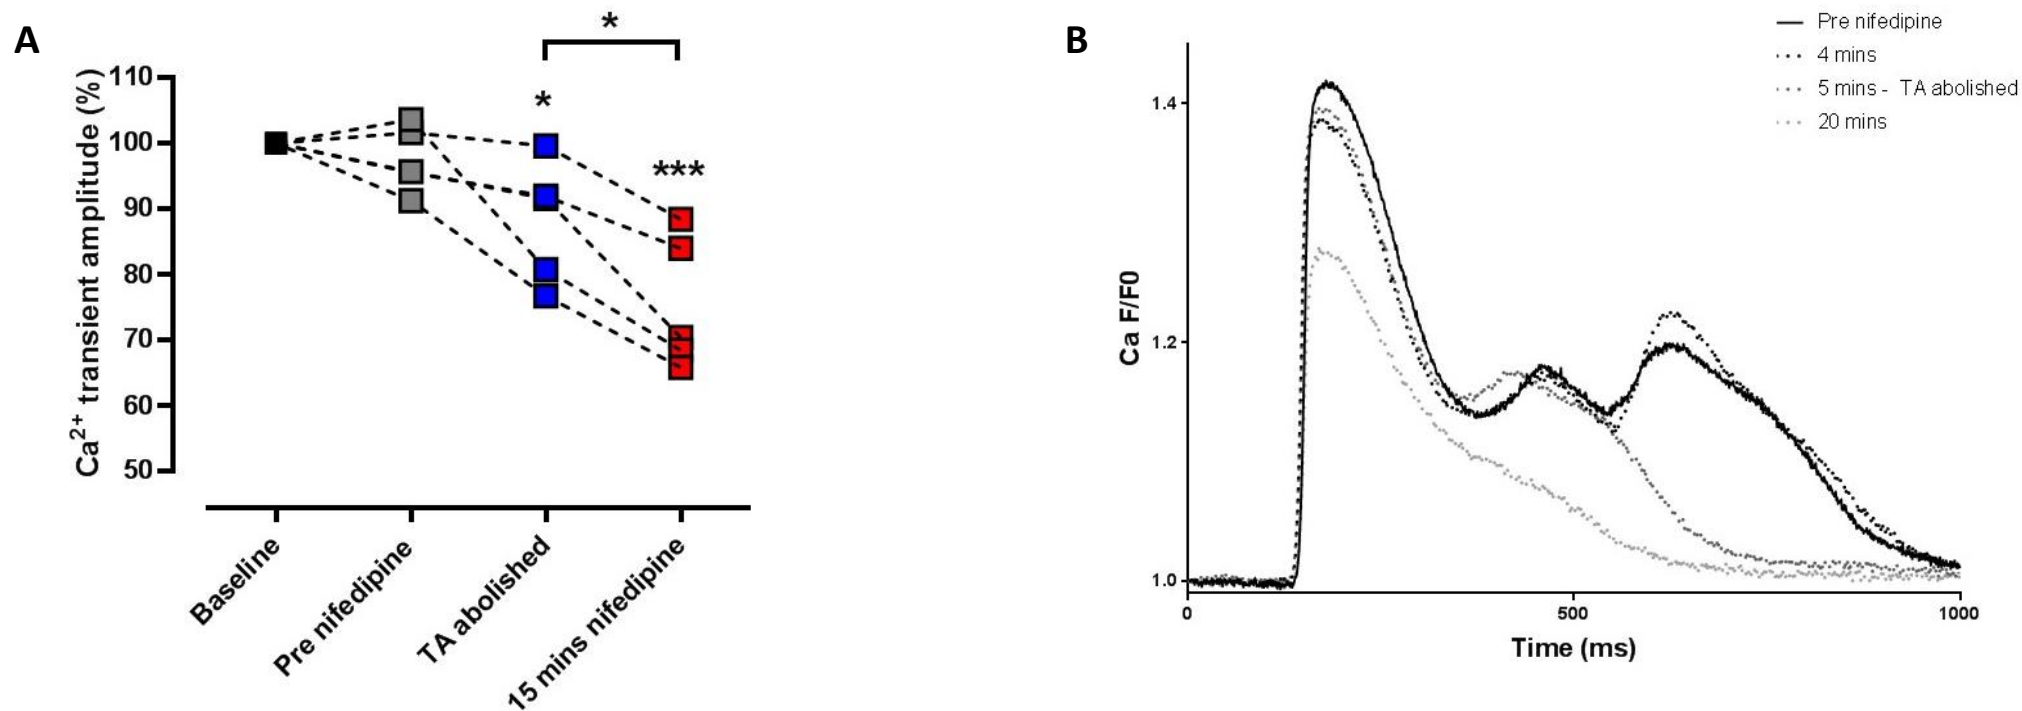 A
*
110
*
100
***
90
80
70
60
50
Ca2+ transient amplitude (%)
Baseline
Pre nifedipine
TA abolished
15 mins nifedipine
B
Pre nifedipine
4 mins
5 mins - TA abolished
20 mins
1.4
1.2
1.0
Ca F/F0
0
500
1000
Time (ms)